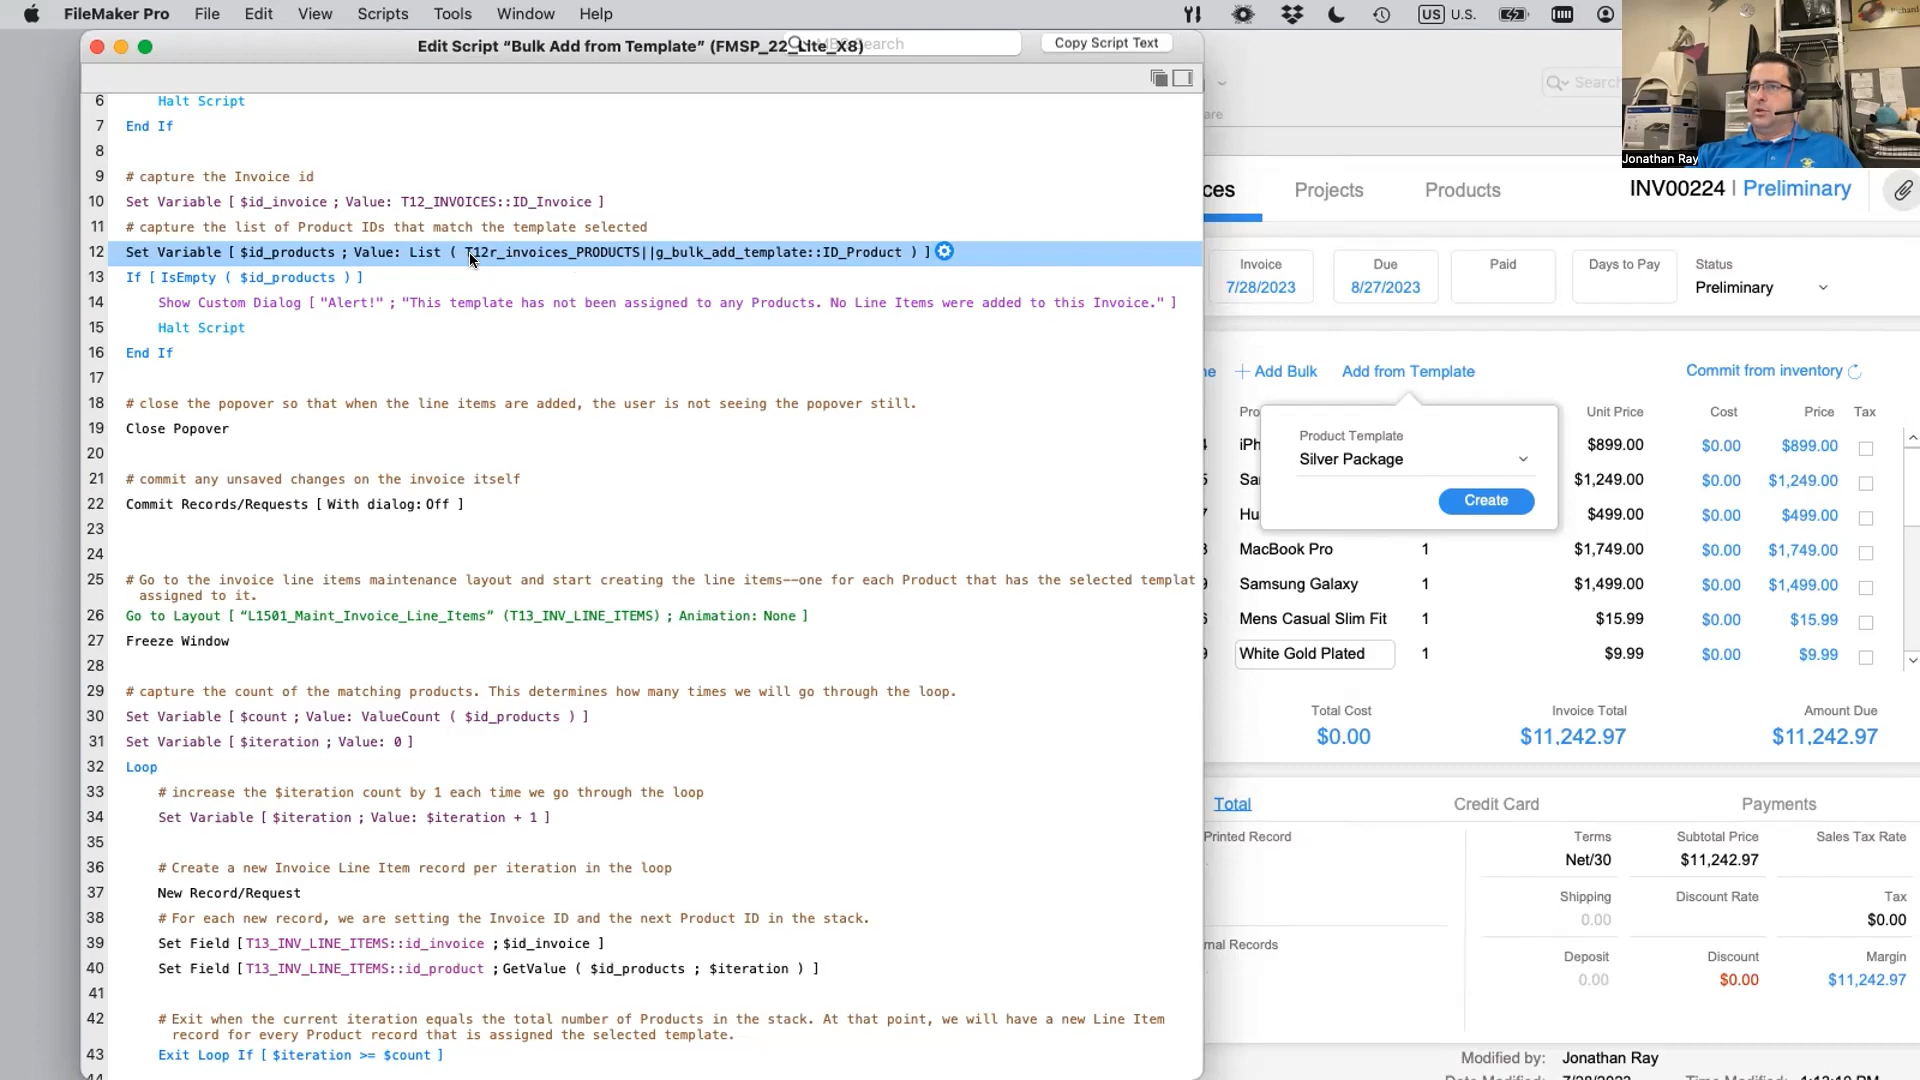 FileMaker Pro File Edit View Scripts Tools Window Help
US U.S.
Edit Script “Bulk Add from Template” (FMSP_22_Lite_X8)
Search
Copy Script Text
6 Halt Script
7 End If
8
9 # capture the Invoice id
10 Set Variable [ $id_invoice ; Value: T12_INVOICES::ID_Invoice ]
11 # capture the list of Product IDs that match the template selected
12 Set Variable [ $id_products ; Value: List ( T12r_invoices_PRODUCTS||g_bulk_add_template::ID_Product ) ]
13 If [ IsEmpty ( $id_products ) ]
14 Show Custom Dialog [ "Alert!" ; "This template has not been assigned to any Products. No Line Items were added to this Invoice." ]
15 Halt Script
16 End If
17
18 # close the popover so that when the line items are added, the user is not seeing the popover still.
19 Close Popover
20
21 # commit any unsaved changes on the invoice itself
22 Commit Records/Requests [ With dialog: Off ]
23
24
25 # Go to the invoice line items maintenance layout and start creating the line items––one for each Product that has the selected templat
assigned to it.
26 Go to Layout [ “L1501_Maint_Invoice_Line_Items” (T13_INV_LINE_ITEMS) ; Animation: None ]
27 Freeze Window
28
29 # capture the count of the matching products. This determines how many times we will go through the loop.
30 Set Variable [ $count ; Value: ValueCount ( $id_products ) ]
31 Set Variable [ $iteration ; Value: 0 ]
32 Loop
33 # increase the $iteration count by 1 each time we go through the loop
34 Set Variable [ $iteration ; Value: $iteration + 1 ]
35
36 # Create a new Invoice Line Item record per iteration in the loop
37 New Record/Request
38 # For each new record, we are setting the Invoice ID and the next Product ID in the stack.
39 Set Field [ T13_INV_LINE_ITEMS::id_invoice ; $id_invoice ]
40 Set Field [ T13_INV_LINE_ITEMS::id_product ; GetValue ( $id_products ; $iteration ) ]
41
42 # Exit when the current iteration equals the total number of Products in the stack. At that point, we will have a new Line Item
record for every Product record that is assigned the selected template.
43 Exit Loop If [ $iteration >= $count ]
Search
Jonathan Ray
ces Projects Products
INV00224 | Preliminary
Invoice Due Paid Days to Pay Status
7/28/2023 8/27/2023 Preliminary
ne + Add Bulk Add from Template Commit from inventory
Pro Unit Price Cost Price Tax
Product Template
Silver Package
Create
4 iPh $899.00 $0.00 $899.00
5 Sa $1,249.00 $0.00 $1,249.00
7 Hu $499.00 $0.00 $499.00
3 MacBook Pro 1 $1,749.00 $0.00 $1,749.00
9 Samsung Galaxy 1 $1,499.00 $0.00 $1,499.00
6 Mens Casual Slim Fit 1 $15.99 $0.00 $15.99
9 White Gold Plated 1 $9.99 $0.00 $9.99
Total Cost Invoice Total Amount Due
$0.00 $11,242.97 $11,242.97
Total Credit Card Payments
Printed Record Terms Subtotal Price Sales Tax Rate
Net/30 $11,242.97
Shipping Discount Rate Tax
0.00 $0.00
rnal Records
Deposit Discount Margin
0.00 $0.00 $11,242.97
Modified by: Jonathan Ray